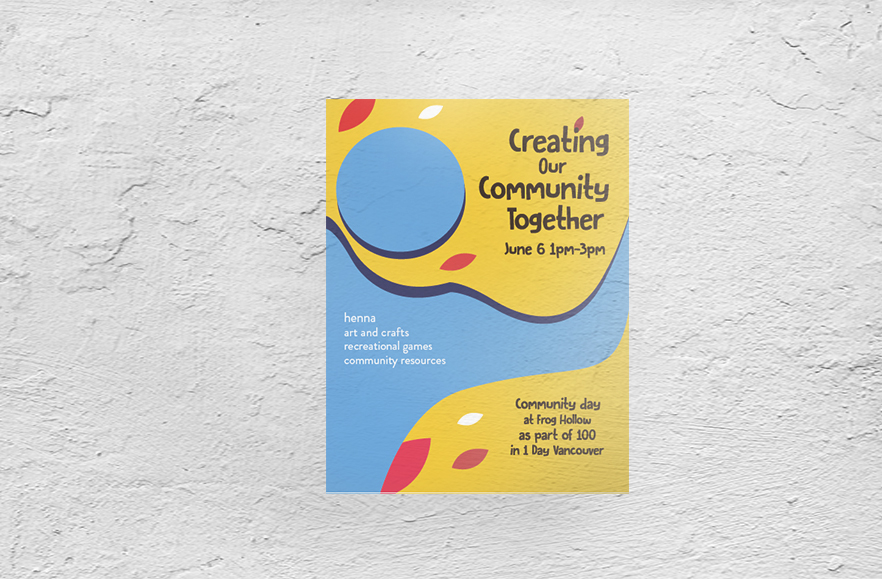 Creating
Our
Community
Together
June 6 1pm-3pm
henna
art and crafts
recreational games
community resources
Community day
at Frog Hollow
as part of 100
in 1 Day Vancouver